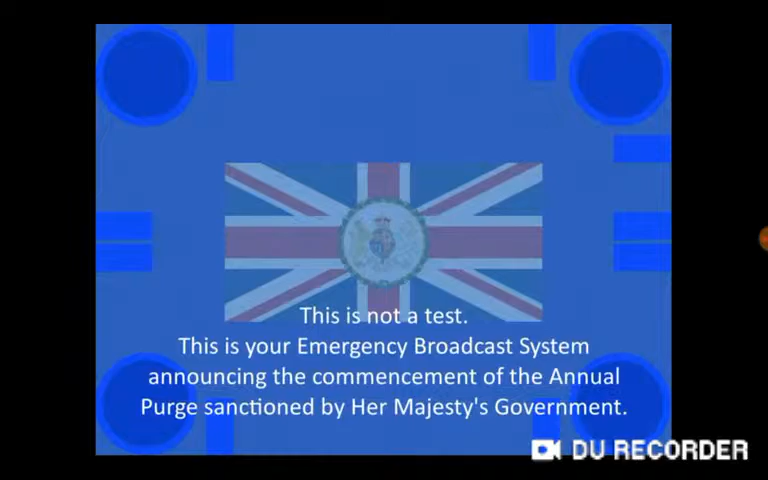 This is not a test.
This is your Emergency Broadcast System
announcing the commencement of the Annual
Purge sanctioned by Her Majesty's Government.
DU RECORDER